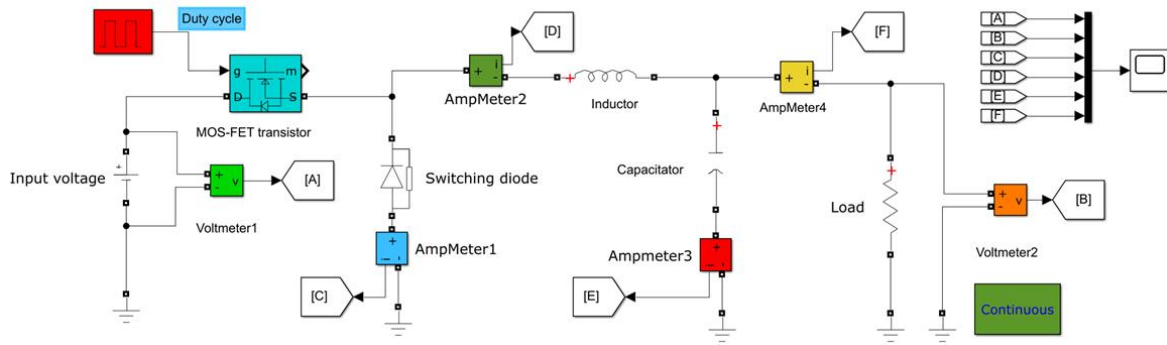 Duty cycle
[D]
[F]
[A]
[B]
[C]
[D]
[E]
[F]
g
m
D
S
+
-
i
+
-
i
AmpMeter2
Inductor
AmpMeter4
MOS-FET transistor
Input voltage
+
-
v
[A]
Voltmeter1
Switching diode
Capacitator
Load
+
-
v
[B]
Voltmeter2
AmpMeter1
Ampmeter3
[C]
[E]
Continuous